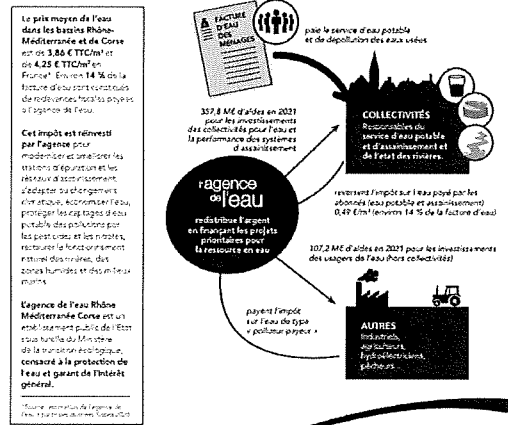 Le prix moyen de l'eau
dans les bassins Rhône-
Méditerranée et de Corse
est de 3,86 € TTC/m³ et
de 4,25 € TTC/m³ en
France*. Environ 14 % de la
facture d'eau sont constitués
de redevances fiscales payées
à l'agence de l'eau.
Cet impôt est réinvesti
par l'agence pour
moderniser et améliorer les
stations d'épuration et les
réseaux d'assainissement,
s'adapter au changement
climatique, économiser l'eau,
protéger les captages d'eau
potable des pollutions par
les pesticides et les nitrates,
restaurer le fonctionnement
naturel des rivières, des
zones humides et des milieux
marins.
L'agence de l'eau Rhône
Méditerranée Corse est un
établissement public de l'Etat
sous tutelle du Ministère
de la transition écologique,
consacré à la protection de
l'eau et garant de l'intérêt
général.
FACTURE
D'EAU
DES
MÉNAGES
paie le service d'eau potable
et de dépollution des eaux usées
357,8 M€ d'aides en 2021
pour les investissements
des collectivités pour l'eau et
la performance des systèmes
d'assainissement
COLLECTIVITÉS
Responsables du
service d'eau potable
et d'assainissement et
de l'état des rivières.
l'agence
de l'eau
redistribue l'argent
en finançant les projets
prioritaires pour
la ressource en eau
reversent l'impôt sur l'eau payé par les
abonnés (eau potable et assainissement)
0,49 €/m³ (environ 14 % de la facture d'eau)
107,2 M€ d'aides en 2021 pour les investissements
des usagers de l'eau (hors collectivités)
payent l'impôt
sur l'eau de type
« pollueur-payeur »
AUTRES
Industriels,
agriculteurs,
hydroélectriciens,
pêcheurs